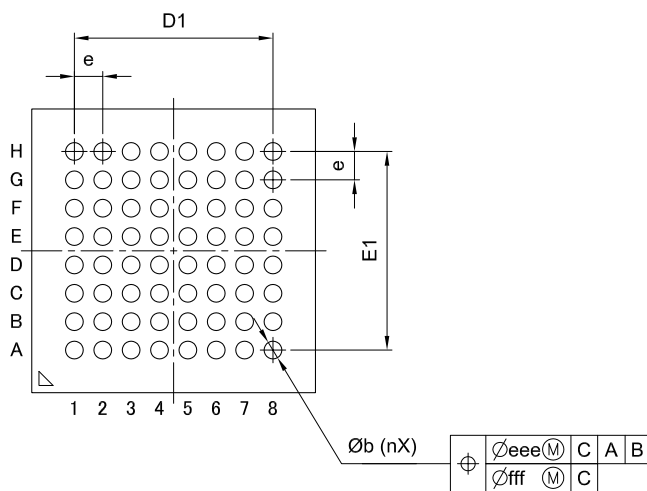 D1
e
H
G
F
E
D
C
B
A
e
E1
1 2 3 4 5 6 7 8
Øb (nX)
⌖ Øeee Ⓜ C A B
Øfff Ⓜ C